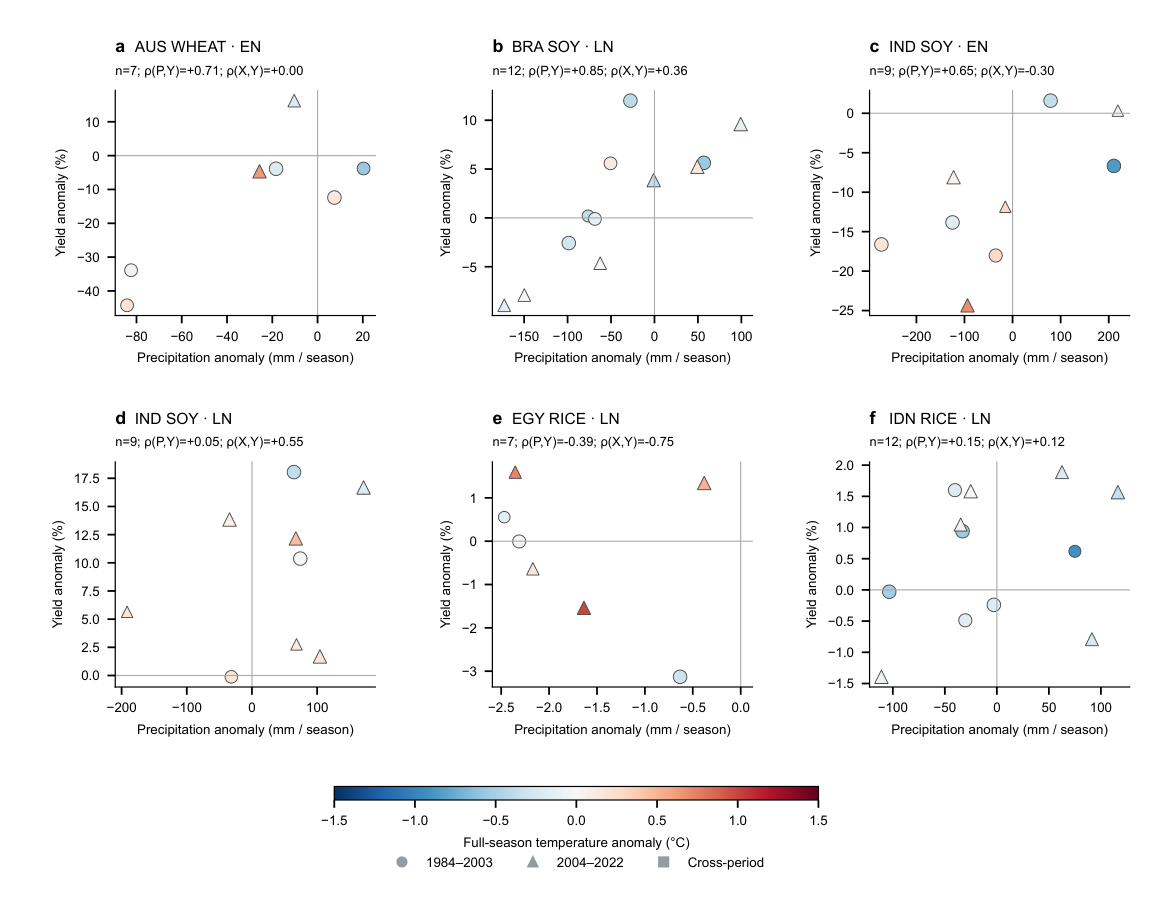 a AUS WHEAT · EN
n=7; ρ(P,Y)=+0.71; ρ(X,Y)=+0.00
10
0
−10
−20
−30
−40
Yield anomaly (%)
−80 −60 −40 −20 0 20
Precipitation anomaly (mm / season)
b BRA SOY · LN
n=12; ρ(P,Y)=+0.85; ρ(X,Y)=+0.36
10
5
0
−5
Yield anomaly (%)
−150 −100 −50 0 50 100
Precipitation anomaly (mm / season)
c IND SOY · EN
n=9; ρ(P,Y)=+0.65; ρ(X,Y)=-0.30
0
−5
−10
−15
−20
−25
Yield anomaly (%)
−200 −100 0 100 200
Precipitation anomaly (mm / season)
d IND SOY · LN
n=9; ρ(P,Y)=+0.05; ρ(X,Y)=+0.55
17.5
15.0
12.5
10.0
7.5
5.0
2.5
0.0
Yield anomaly (%)
−200 −100 0 100
Precipitation anomaly (mm / season)
e EGY RICE · LN
n=7; ρ(P,Y)=-0.39; ρ(X,Y)=-0.75
1
0
−1
−2
−3
Yield anomaly (%)
−2.5 −2.0 −1.5 −1.0 −0.5 0.0
Precipitation anomaly (mm / season)
f IDN RICE · LN
n=12; ρ(P,Y)=+0.15; ρ(X,Y)=+0.12
2.0
1.5
1.0
0.5
0.0
−0.5
−1.0
−1.5
Yield anomaly (%)
−100 −50 0 50 100
Precipitation anomaly (mm / season)
−1.5 −1.0 −0.5 0.0 0.5 1.0 1.5
Full-season temperature anomaly (°C)
1984–2003 2004–2022 Cross-period